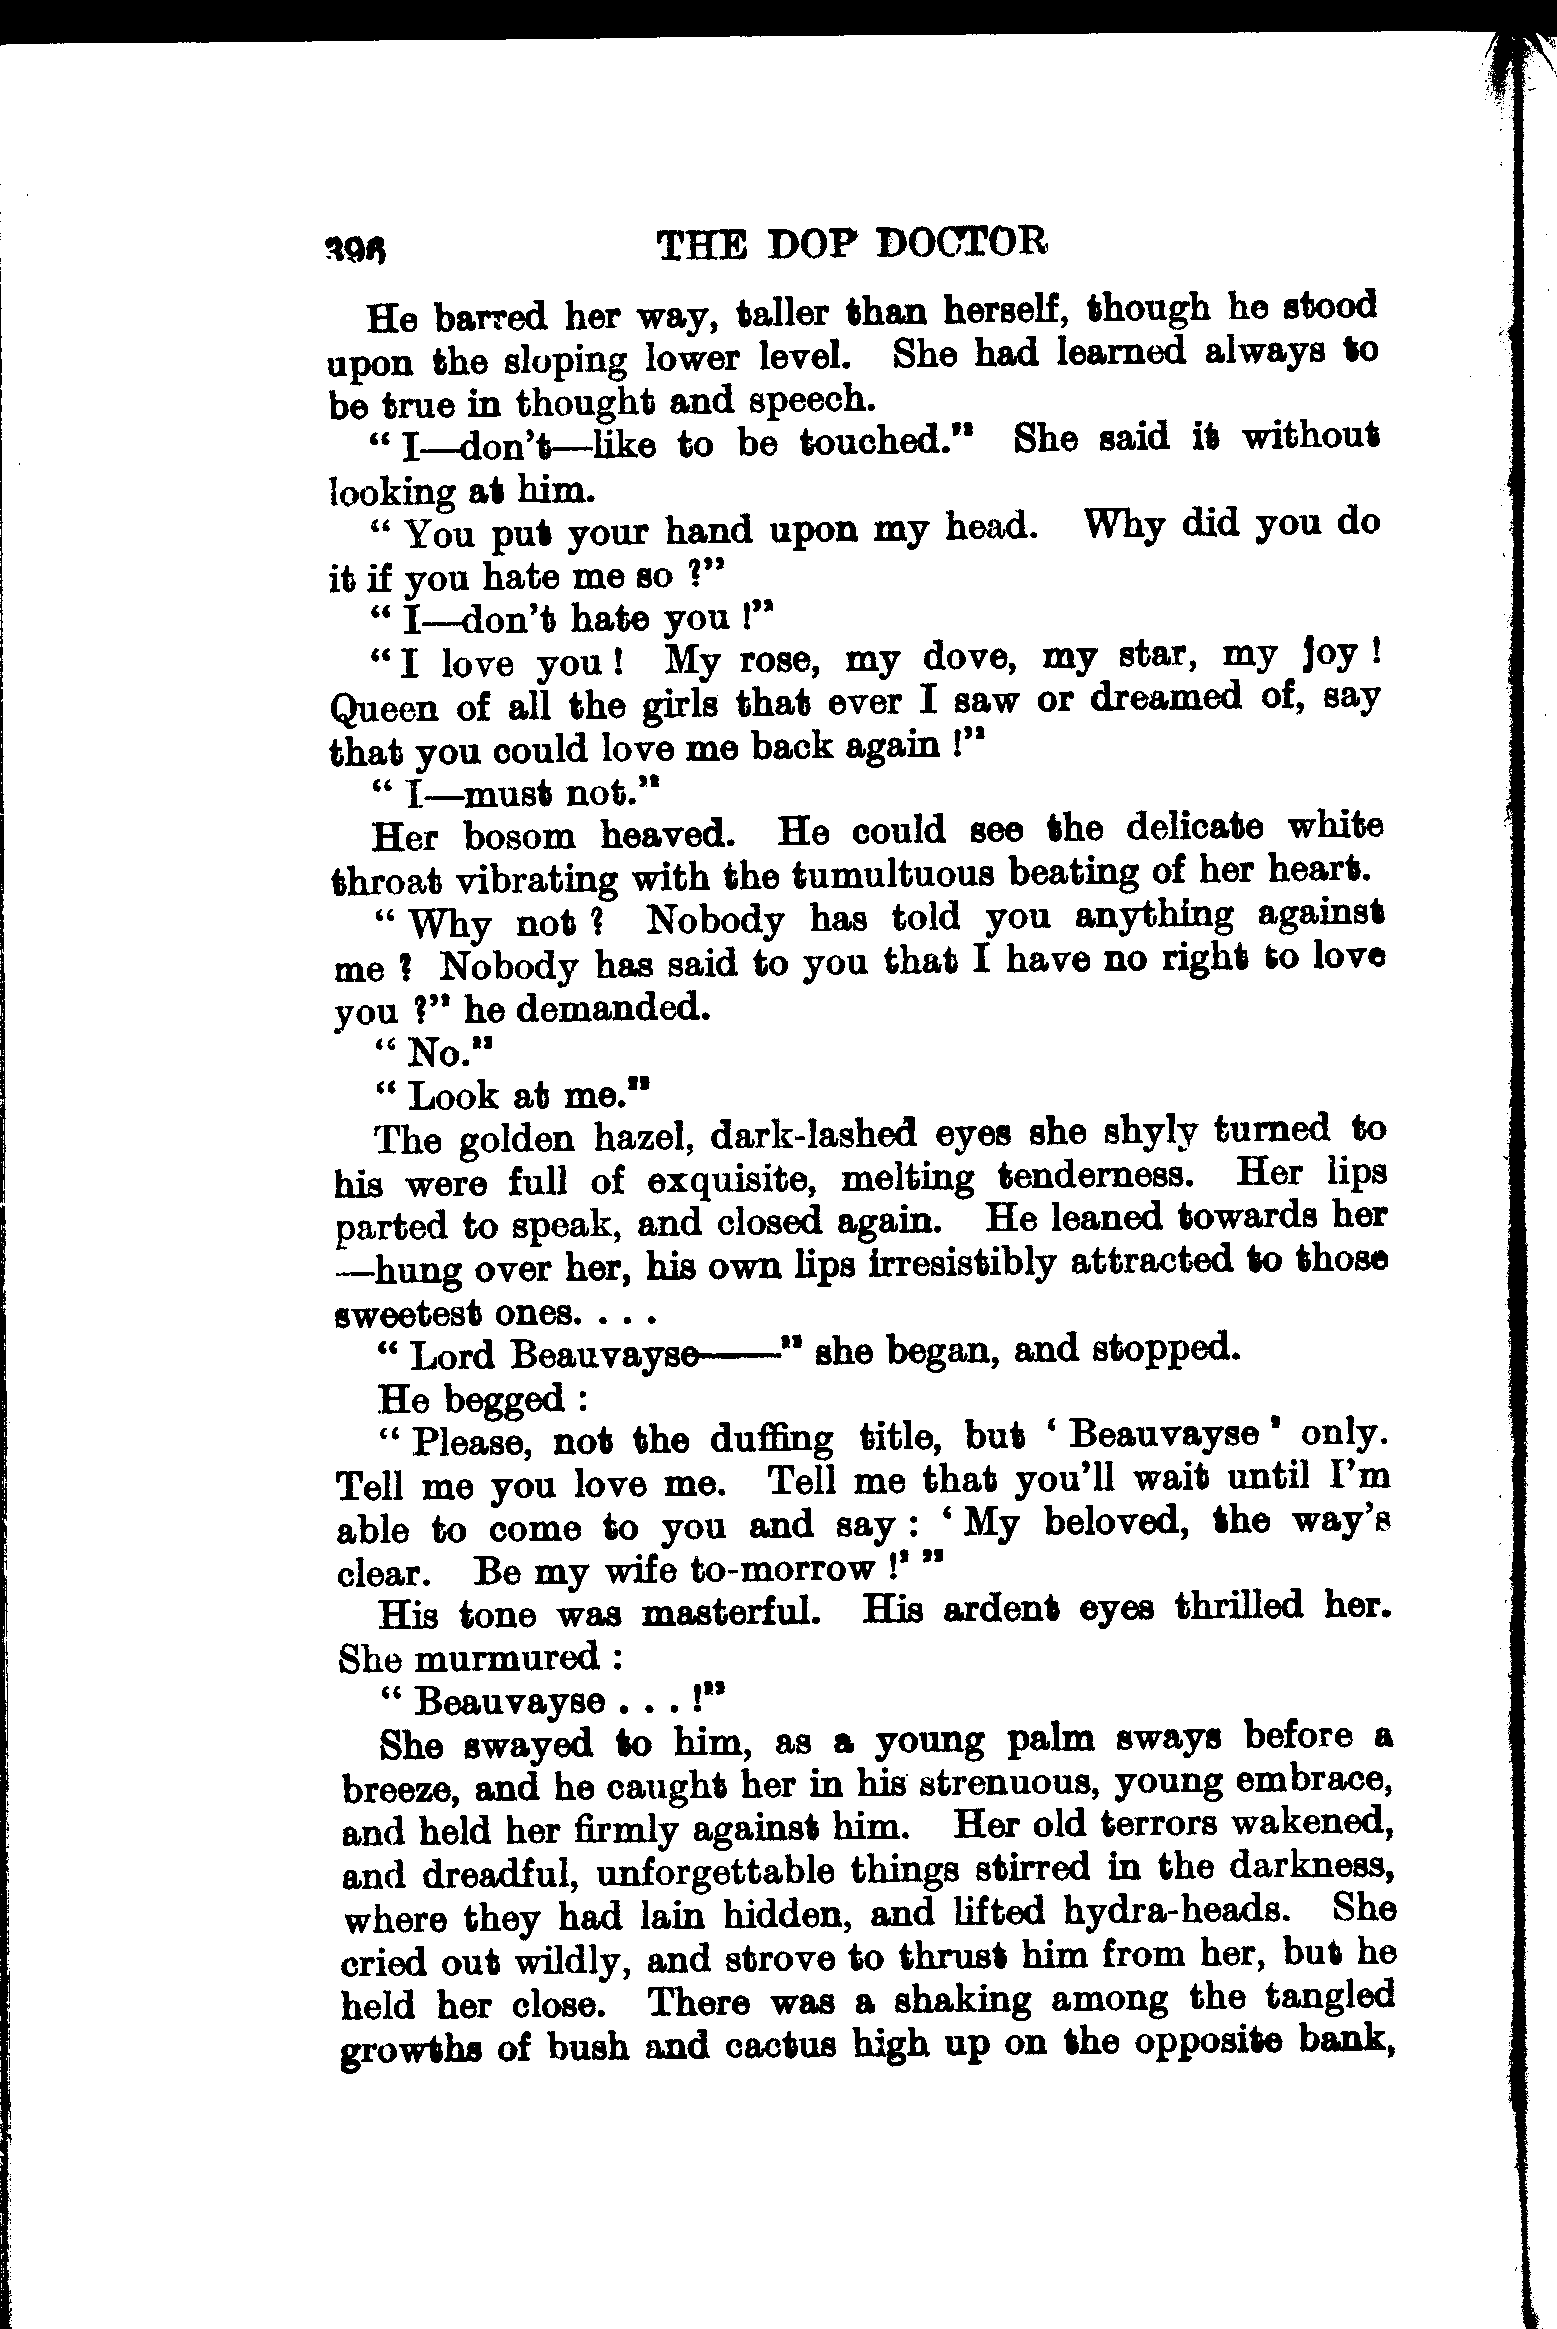 396 THE DOP DOCTOR
He barred her way, taller than herself, though he stood
upon the sloping lower level. She had learned always to
be true in thought and speech.
“ I—don’t—like to be touched.” She said it without
looking at him.
“ You put your hand upon my head. Why did you do
it if you hate me so ?”
“ I—don’t hate you !”
“ I love you ! My rose, my dove, my star, my joy !
Queen of all the girls that ever I saw or dreamed of, say
that you could love me back again !”
“ I—must not.”
Her bosom heaved. He could see the delicate white
throat vibrating with the tumultuous beating of her heart.
“ Why not ? Nobody has told you anything against
me ? Nobody has said to you that I have no right to love
you ?” he demanded.
“ No.”
“ Look at me.”
The golden hazel, dark-lashed eyes she shyly turned to
his were full of exquisite, melting tenderness. Her lips
parted to speak, and closed again. He leaned towards her
—hung over her, his own lips irresistibly attracted to those
sweetest ones. . . .
“ Lord Beauvayse——” she began, and stopped.
He begged :
“ Please, not the duffing title, but ‘ Beauvayse ’ only.
Tell me you love me. Tell me that you’ll wait until I’m
able to come to you and say : ‘ My beloved, the way’s
clear. Be my wife to-morrow !’ ”
His tone was masterful. His ardent eyes thrilled her.
She murmured :
“ Beauvayse . . . !”
She swayed to him, as a young palm sways before a
breeze, and he caught her in his strenuous, young embrace,
and held her firmly against him. Her old terrors wakened,
and dreadful, unforgettable things stirred in the darkness,
where they had lain hidden, and lifted hydra-heads. She
cried out wildly, and strove to thrust him from her, but he
held her close. There was a shaking among the tangled
growths of bush and cactus high up on the opposite bank,